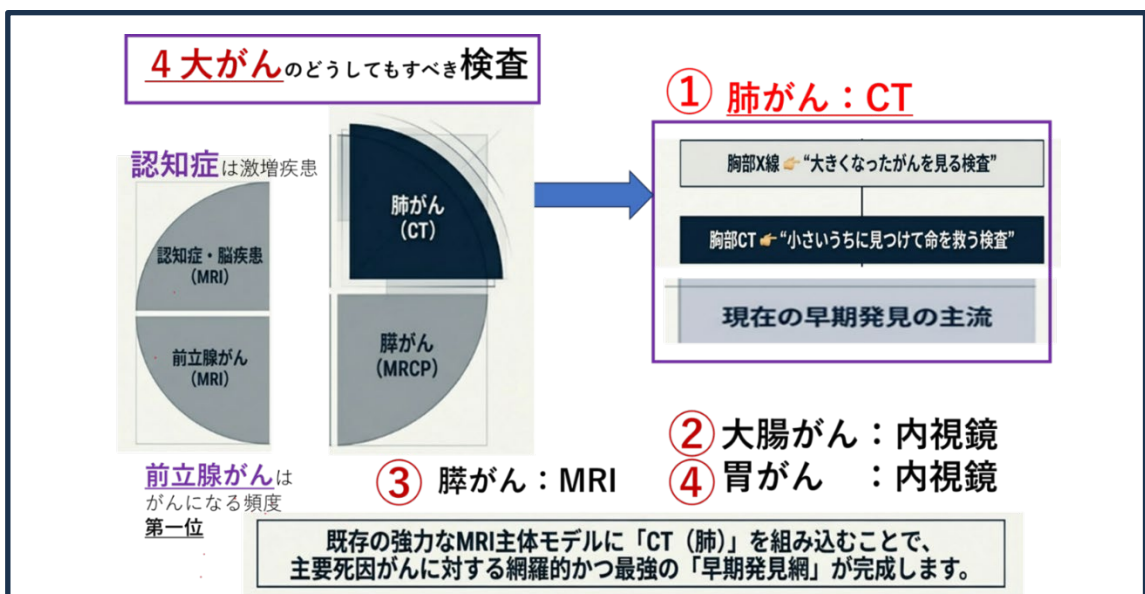 ４大がんのどうしてもすべき検査
認知症は激増疾患
認知症・脳疾患
(MRI)
前立腺がん
(MRI)
前立腺がんは
がんになる頻度
第一位
肺がん
(CT)
膵がん
(MRCP)
① 肺がん：CT
胸部X線👉“大きくなったがんを見る検査”
胸部CT👉“小さいうちに見つけて命を救う検査”
現在の早期発見の主流
② 大腸がん：内視鏡
③ 膵がん：MRI
④ 胃がん　：内視鏡
既存の強力なMRI主体モデルに「CT（肺）」を組み込むことで、
主要死因がんに対する網羅的かつ最強の「早期発見網」が完成します。